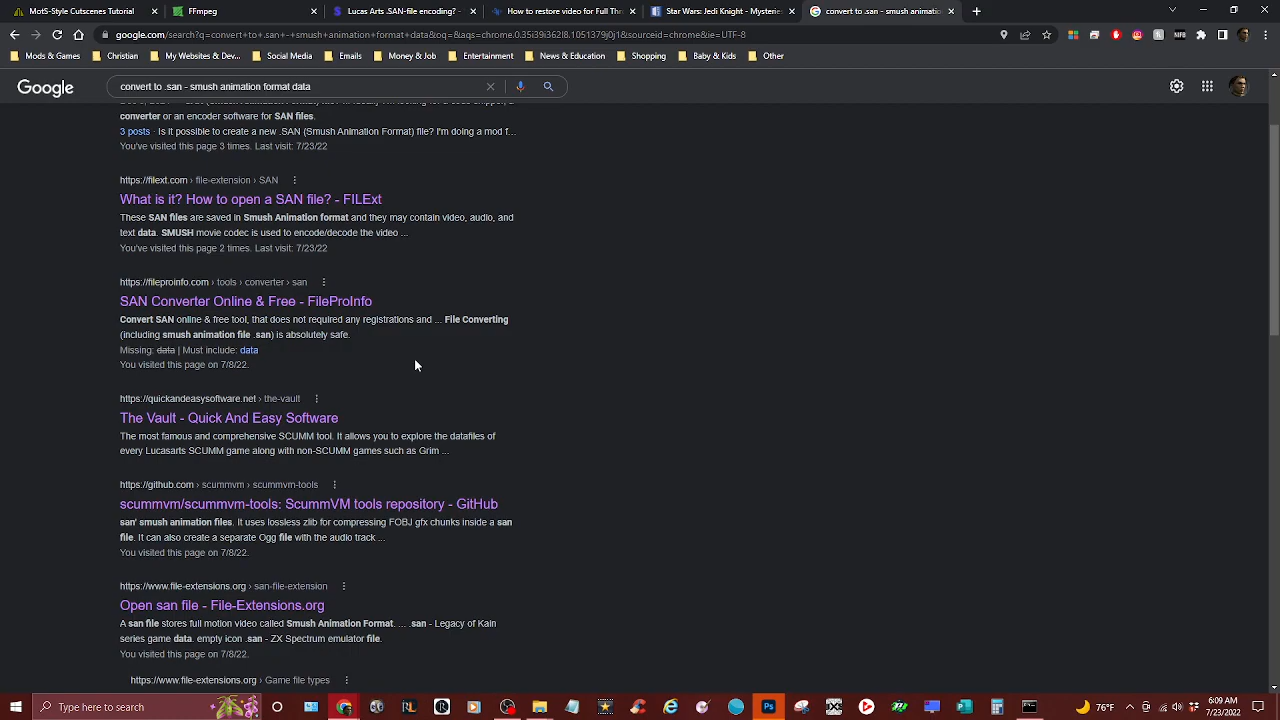 MotS-Style Cutscenes Tutorial
FFmpeg
Lucas Arts .SAN-file encoding? -
How to restore video for Full Thr
Star Wars: Jedi Knight - Mysterie
convert to .san - smush animation
google.com/search?q=convert+to+.san+-+smush+animation+format+data&oq=&aqs=chrome.0.35i39i362l8.1051379j0j1&sourceid=chrome&ie=UTF-8
Mods & Games
Christian
My Websites & Dev...
Social Media
Emails
Money & Job
Entertainment
News & Education
Shopping
Baby & Kids
Other
Google
convert to .san - smush animation format data
converter or an encoder software for SAN files.
3 posts · Is it possible to create a new .SAN (Smush Animation Format) file? I'm doing a mod f...
You've visited this page 3 times. Last visit: 7/23/22
https://filext.com › file-extension › SAN
What is it? How to open a SAN file? - FILExt
These SAN files are saved in Smush Animation format and they may contain video, audio, and
text data. SMUSH movie codec is used to encode/decode the video ...
You've visited this page 2 times. Last visit: 7/23/22
https://fileproinfo.com › tools › converter › san
SAN Converter Online & Free - FileProInfo
Convert SAN online & free tool, that does not required any registrations and ... File Converting
(including smush animation file .san) is absolutely safe.
Missing: data | Must include: data
You visited this page on 7/8/22.
https://quickandeasysoftware.net › the-vault
The Vault - Quick And Easy Software
The most famous and comprehensive SCUMM tool. It allows you to explore the datafiles of
every Lucasarts SCUMM game along with non-SCUMM games such as Grim ...
https://github.com › scummvm › scummvm-tools
scummvm/scummvm-tools: ScummVM tools repository - GitHub
san' smush animation files. It uses lossless zlib for compressing FOBJ gfx chunks inside a san
file. It can also create a separate Ogg file with the audio track ...
You visited this page on 7/8/22.
https://www.file-extensions.org › san-file-extension
Open san file - File-Extensions.org
A san file stores full motion video called Smush Animation Format. ... .san - Legacy of Kain
series game data. empty icon .san - ZX Spectrum emulator file.
You visited this page on 7/8/22.
https://www.file-extensions.org › Game file types
Type here to search
Ps
76°F
6:09 AM
7/23/2022